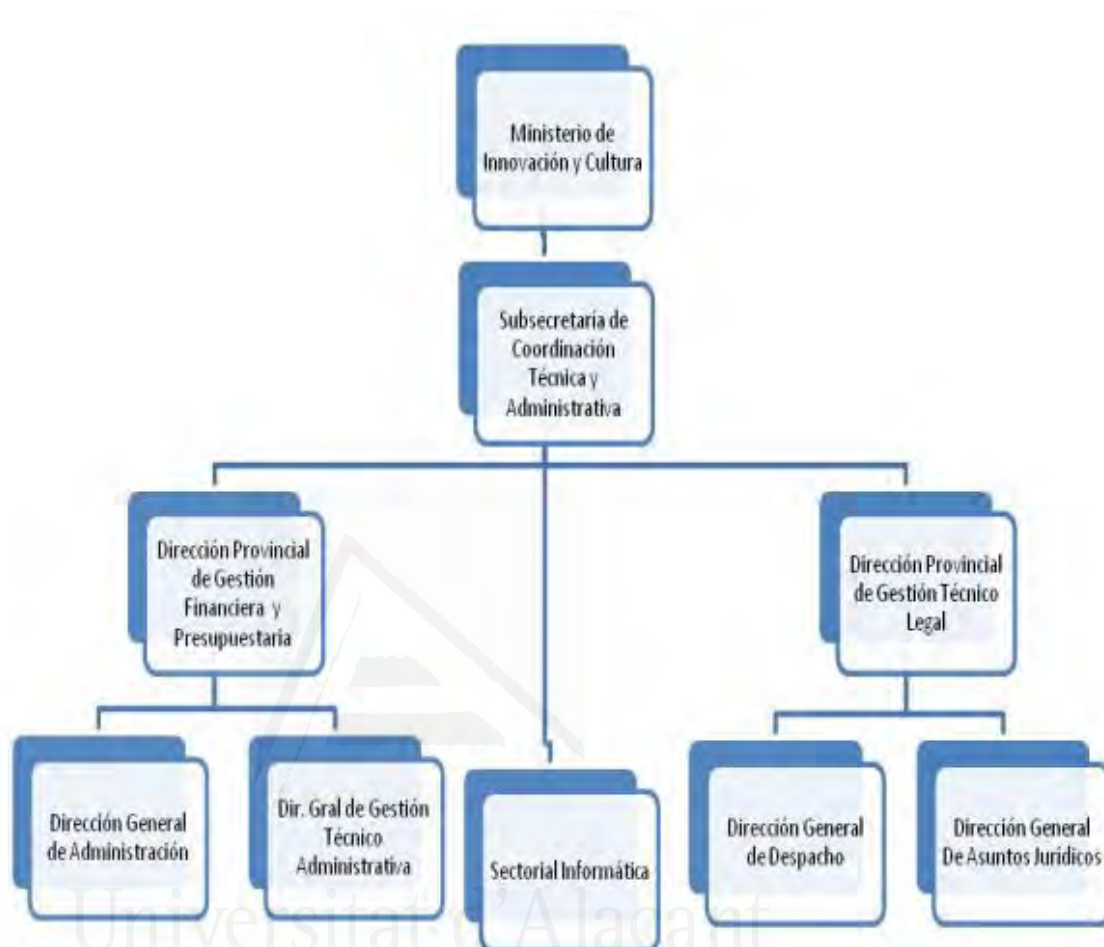 Ministerio de
Innovación y Cultura
Subsecretaría de
Coordinación
Técnica y
Administrativa
Dirección Provincial
de Gestión
Financiera y
Presupuestaria
Dirección Provincial
de Gestión Técnico
Legal
Dirección General
de Administración
Dir. Gral de Gestión
Técnico
Administrativa
Sectorial Informática
Dirección General
de Despacho
Dirección General
De Asuntos Jurídicos
Universitat d'Alacant